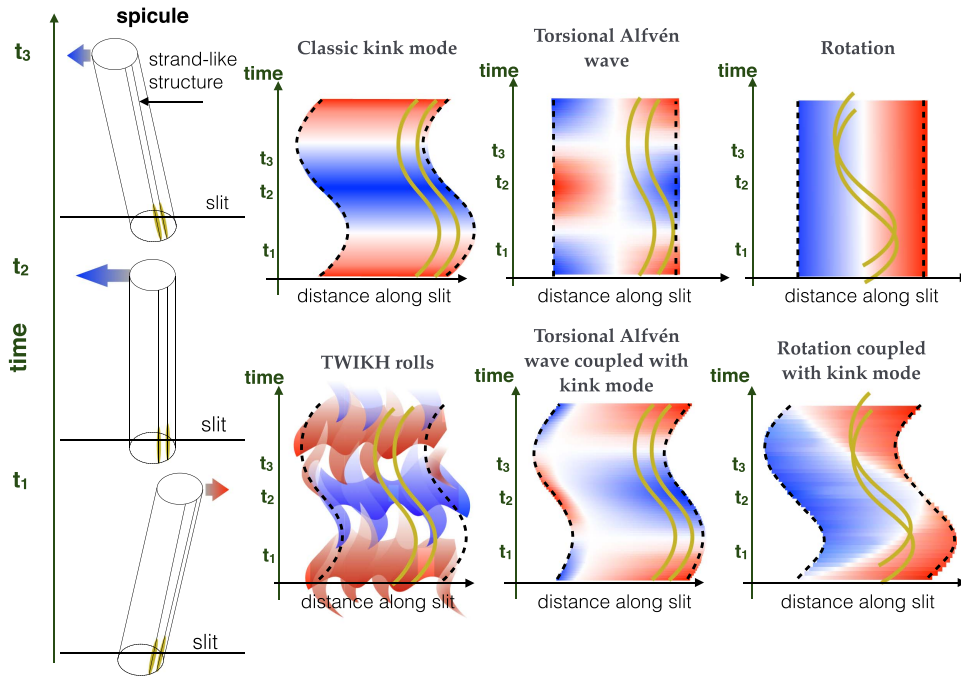 spicule
t3
strand-like
structure
slit
t2
time
slit
t1
slit
Classic kink mode
time
t3
t2
t1
distance along slit
Torsional Alfvén
wave
time
t3
t2
t1
distance along slit
Rotation
time
t3
t2
t1
distance along slit
TWIKH rolls
time
t3
t2
t1
distance along slit
Torsional Alfvén
wave coupled with
kink mode
time
t3
t2
t1
distance along slit
Rotation coupled
with kink mode
time
t3
t2
t1
distance along slit